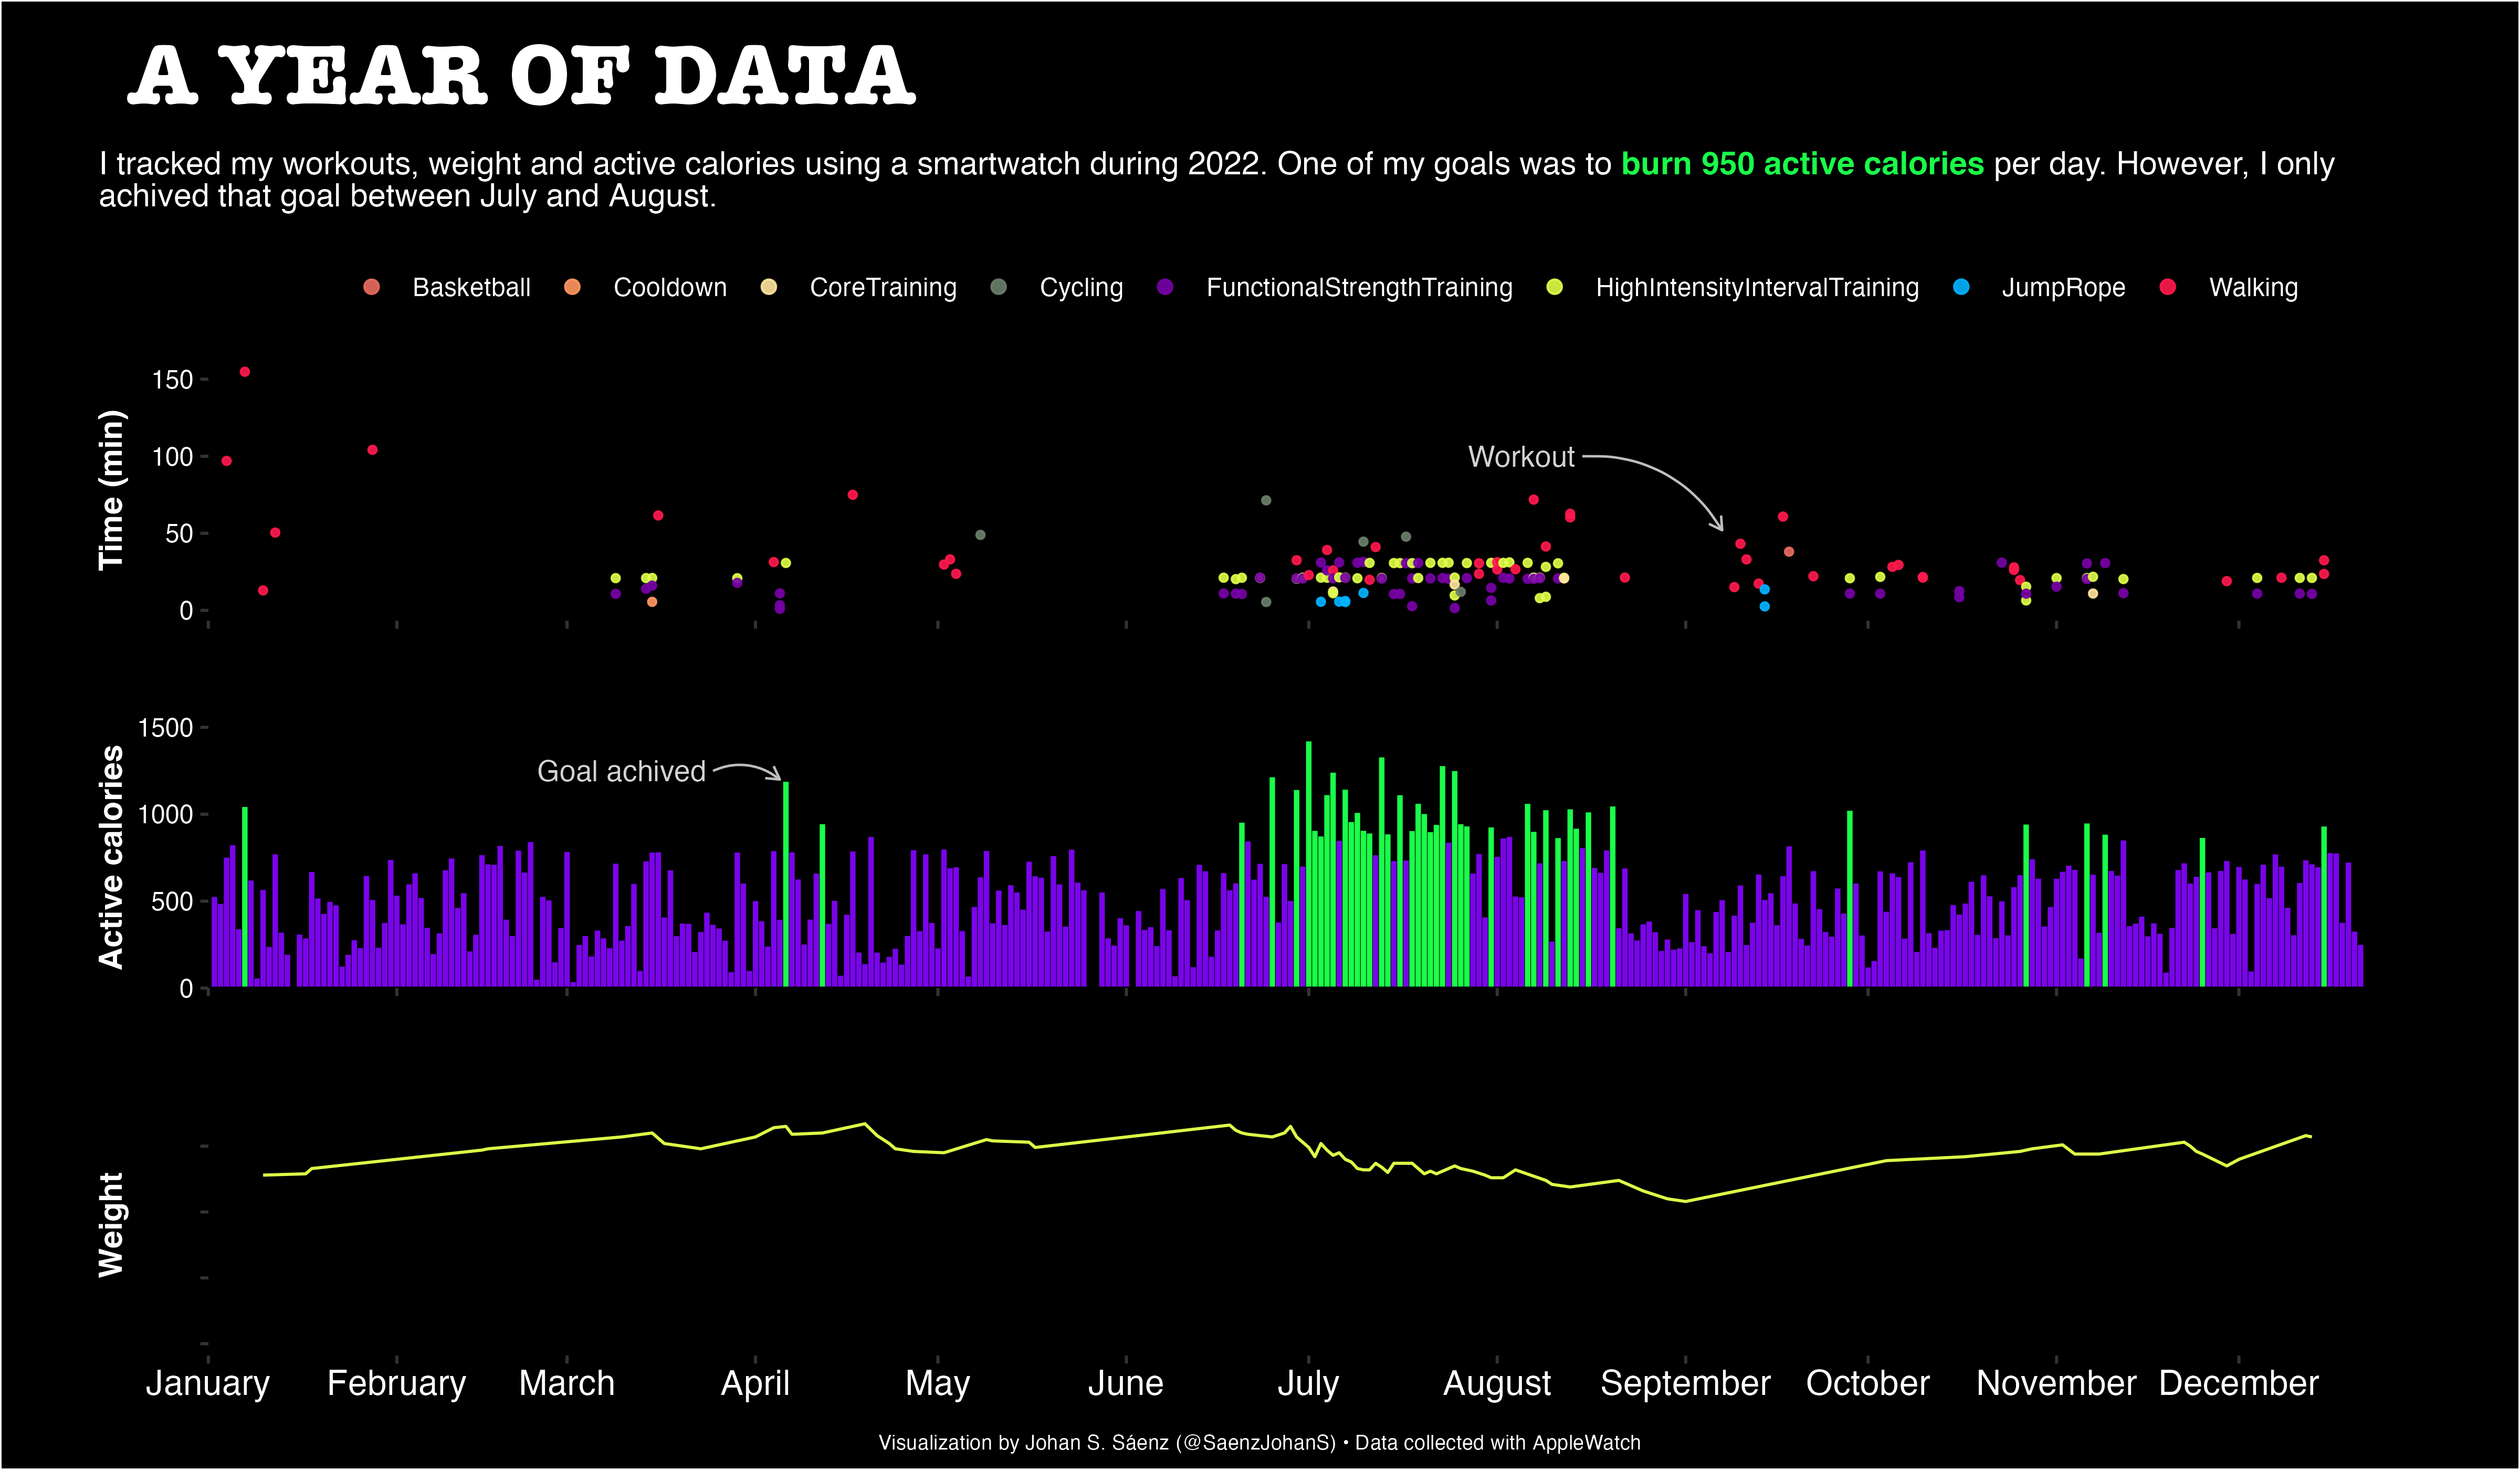 A YEAR OF DATA
I tracked my workouts, weight and active calories using a smartwatch during 2022. One of my goals was to burn 950 active calories per day. However, I only
achived that goal between July and August.
Basketball Cooldown CoreTraining Cycling FunctionalStrengthTraining HighIntensityIntervalTraining JumpRope Walking
Time (min)
150
100
50
0
Workout
Active calories
1500
1000
500
0
Goal achived
Weight
January February March April May June July August September October November December
Visualization by Johan S. Sáenz (@SaenzJohanS) • Data collected with AppleWatch